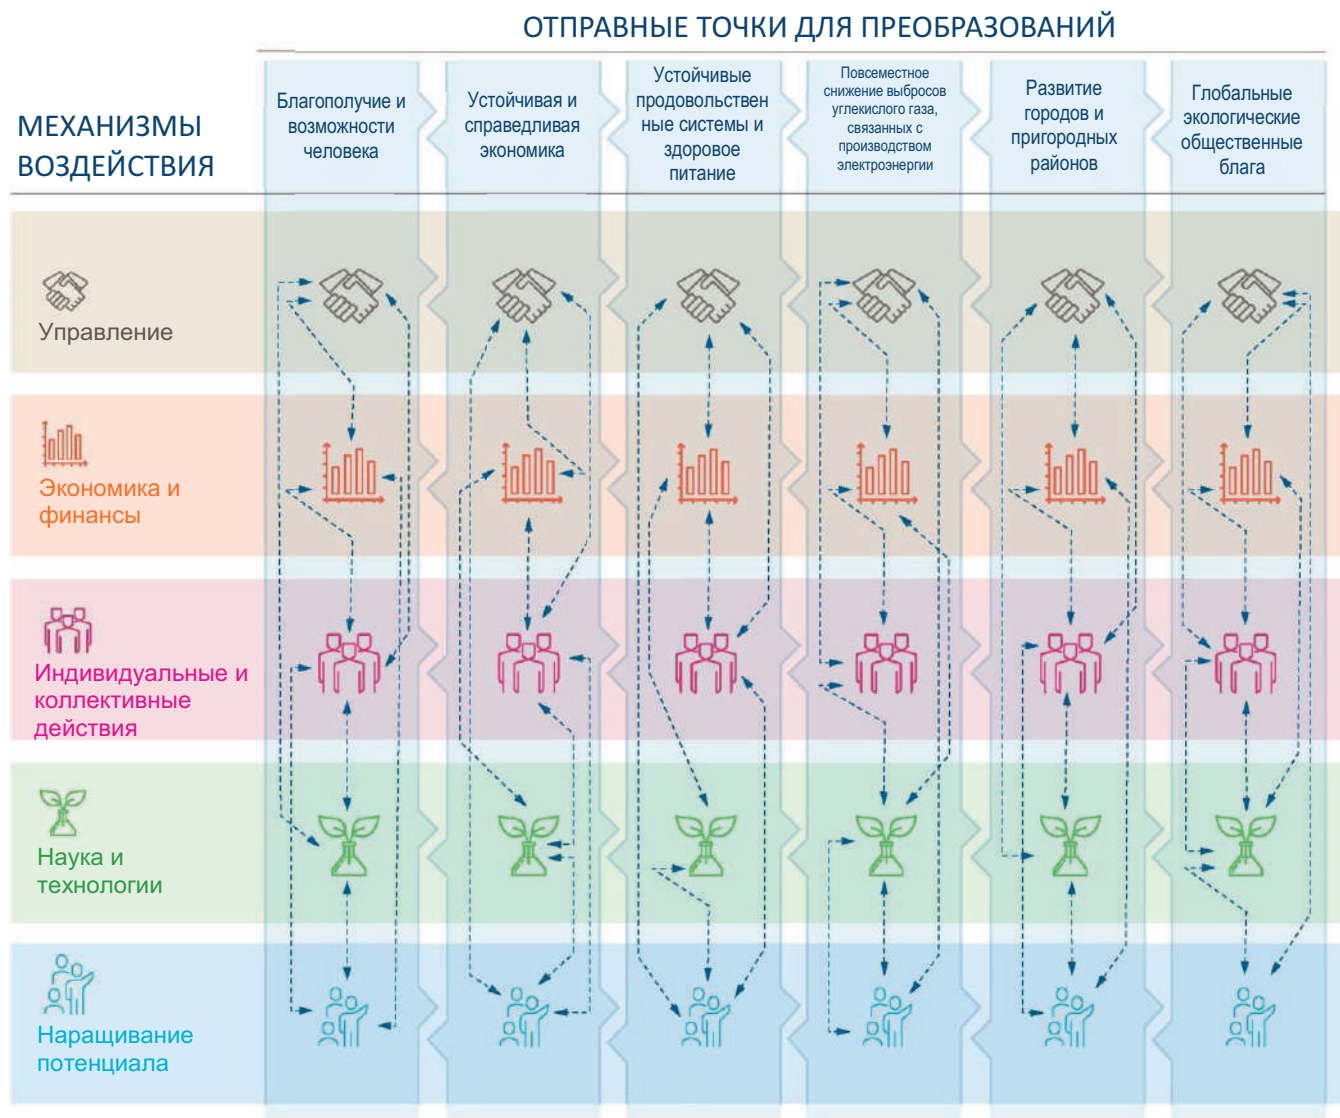 ОТПРАВНЫЕ ТОЧКИ ДЛЯ ПРЕОБРАЗОВАНИЙ
МЕХАНИЗМЫ
ВОЗДЕЙСТВИЯ
Благополучие и
возможности
человека
Устойчивая и
справедливая
экономика
Устойчивые
продовольствен
ные системы и
здоровое
питание
Повсеместное
снижение выбросов
углекислого газа,
связанных с
производством
электроэнергии
Развитие
городов и
пригородных
районов
Глобальные
экологические
общественные
блага
Управление
Экономика и
финансы
Индивидуальные и
коллективные
действия
Наука и
технологии
Наращивание
потенциала